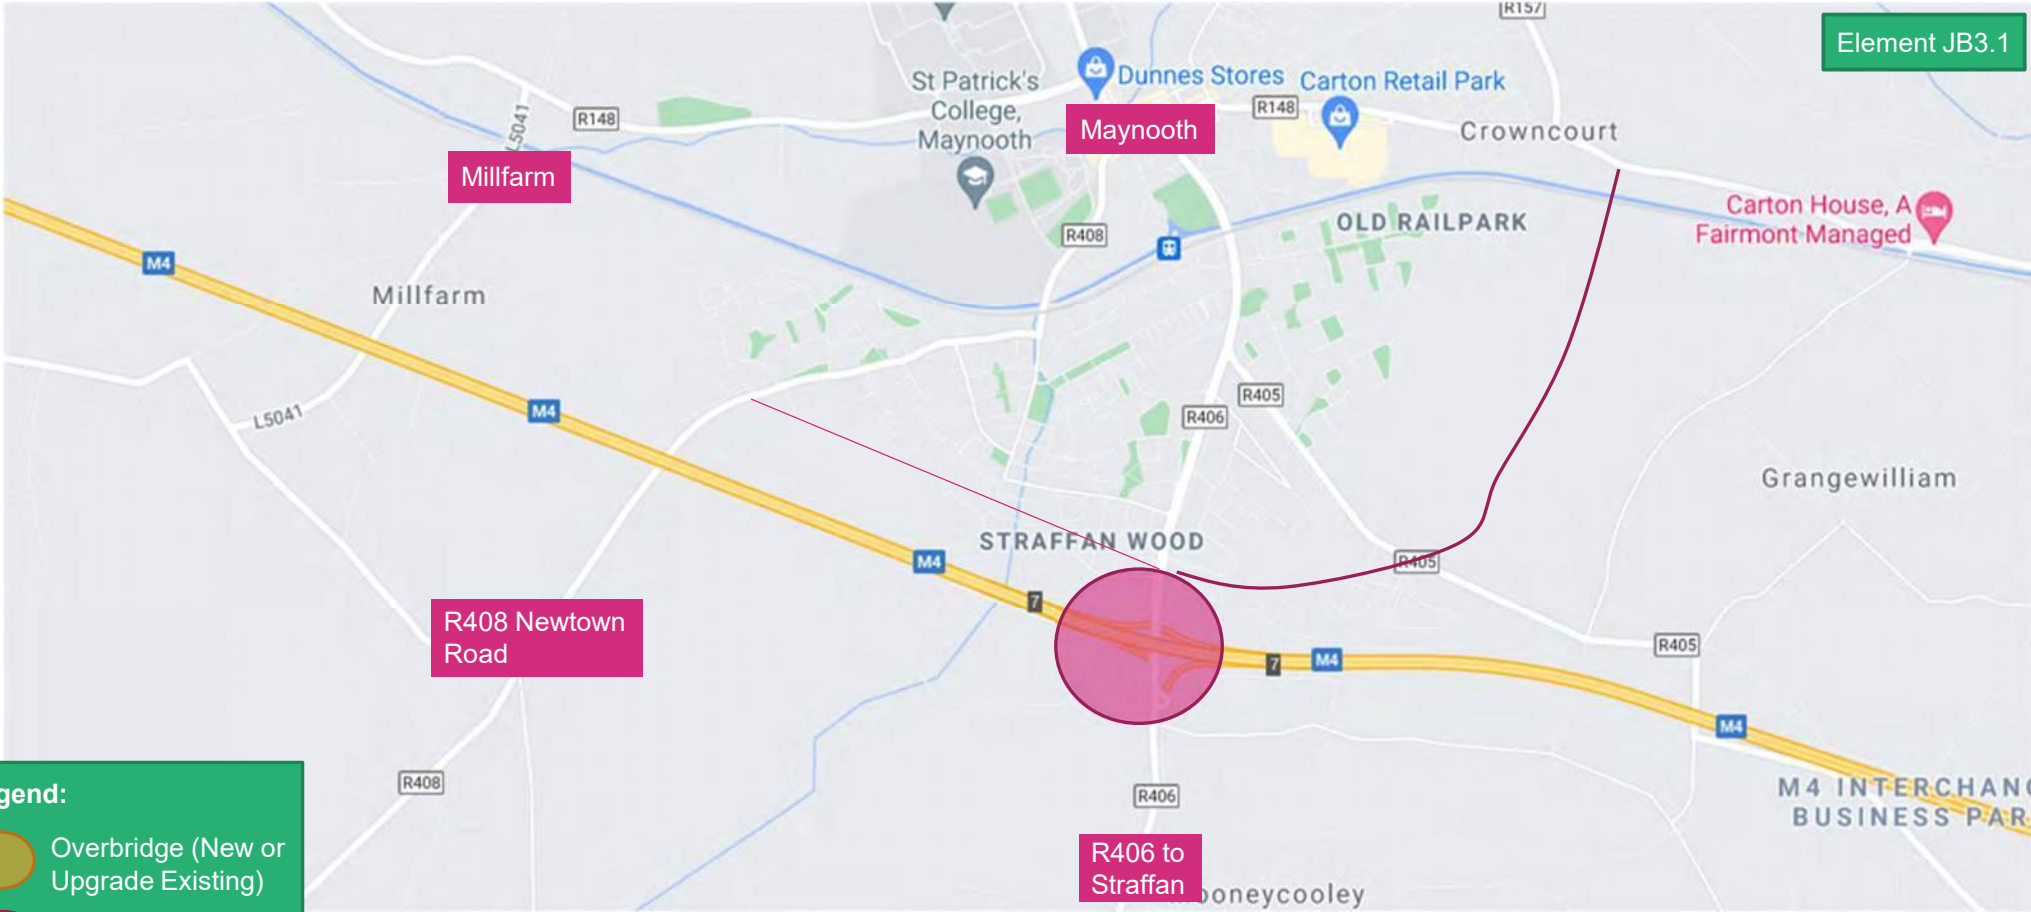 R157
Element JB3.1
Dunnes Stores
Carton Retail Park
St Patrick's
College,
Maynooth
R148
R148
L5041
Maynooth
Crowncourt
Millfarm
Carton House, A
Fairmont Managed
OLD RAILPARK
R408
M4
Millfarm
R405
L5041
M4
R406
Grangewilliam
STRAFFAN WOOD
M4
R405
7
R408 Newtown
Road
R405
7
M4
M4
R408
M4 INTERCHANG
BUSINESS PAR
R406
gend:
Overbridge (New or
Upgrade Existing)
R406 to
Straffan
ooneycooley